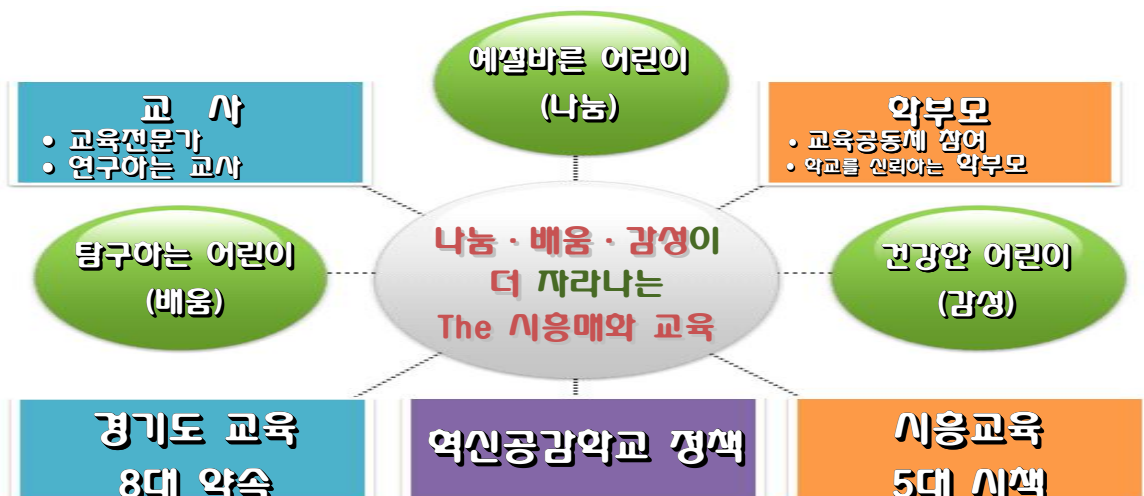 예절바른 어린이
(나눔)
교 사
• 교육전문가
• 연구하는 교사
학부모
• 교육공동체 참여
• 학교를 신뢰하는 학부모
탐구하는 어린이
(배움)
나눔·배움·감성이
더 자라나는
The 시흥매화 교육
건강한 어린이
(감성)
경기도 교육
8대 약속
혁신공감학교 정책
시흥교육
5대 시책